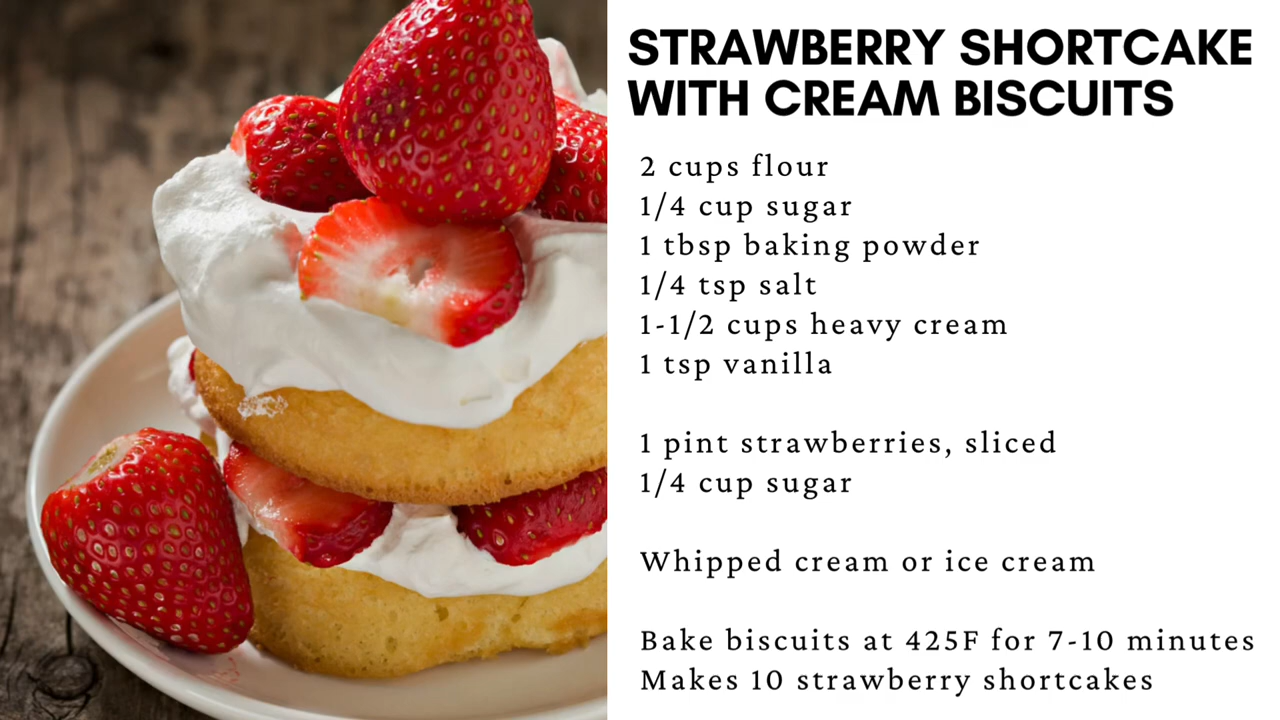 STRAWBERRY SHORTCAKE
WITH CREAM BISCUITS
2 cups flour
1/4 cup sugar
1 tbsp baking powder
1/4 tsp salt
1-1/2 cups heavy cream
1 tsp vanilla
1 pint strawberries, sliced
1/4 cup sugar
Whipped cream or ice cream
Bake biscuits at 425F for 7-10 minutes
Makes 10 strawberry shortcakes